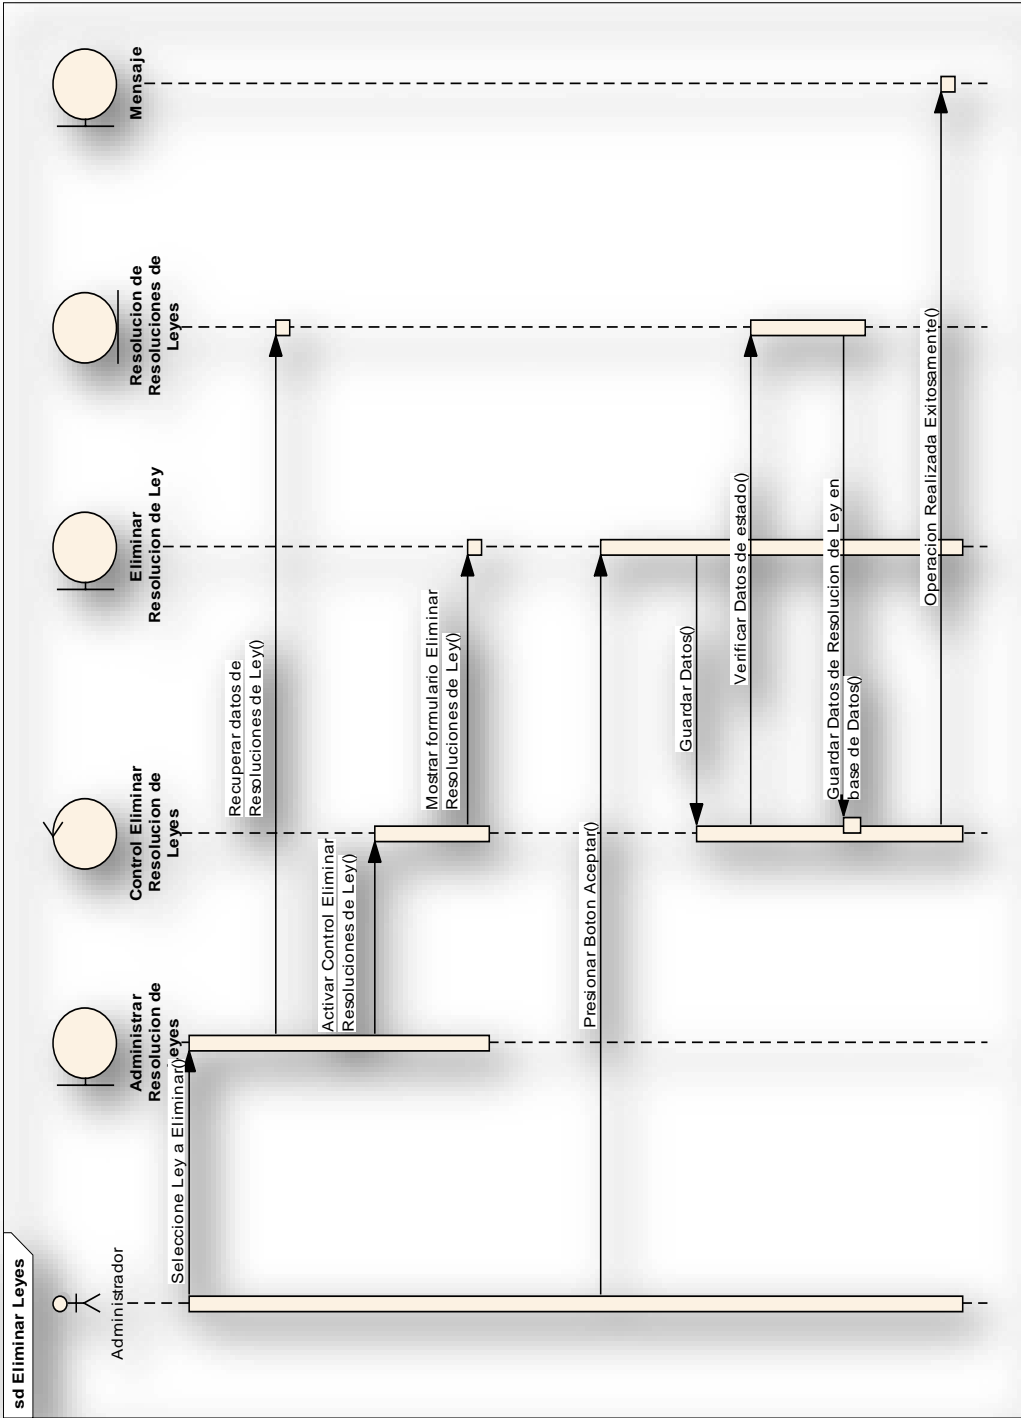 sd Eliminar Leyes
Administrador
Administrar
Resolucion de
Leyes
Control Eliminar
Resolucion de
Leyes
Eliminar
Resolucion de Ley
Resolucion de
Resoluciones de
Leyes
Mensaje
Seleccione Ley a Eliminar()
Recuperar datos de
Resoluciones de Ley()
Activar Control Eliminar
Resoluciones de Ley()
Mostrar formulario Eliminar
Resoluciones de Ley()
Presionar Boton Aceptar()
Guardar Datos()
Verificar Datos de estado()
Guardar Datos de Resolucion de Ley en
base de Datos()
Operacion Realizada Exitosamente()